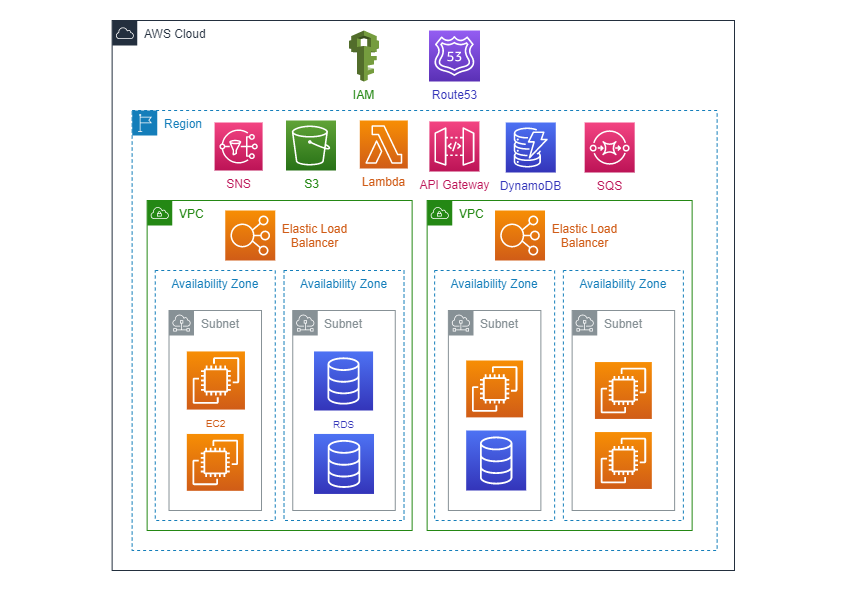 AWS Cloud
IAM
53
Route53
Region
SNS
S3
Lambda
API Gateway
DynamoDB
SQS
VPC
Elastic Load
Balancer
Availability Zone
Availability Zone
Subnet
Subnet
EC2
RDS
VPC
Elastic Load
Balancer
Availability Zone
Availability Zone
Subnet
Subnet